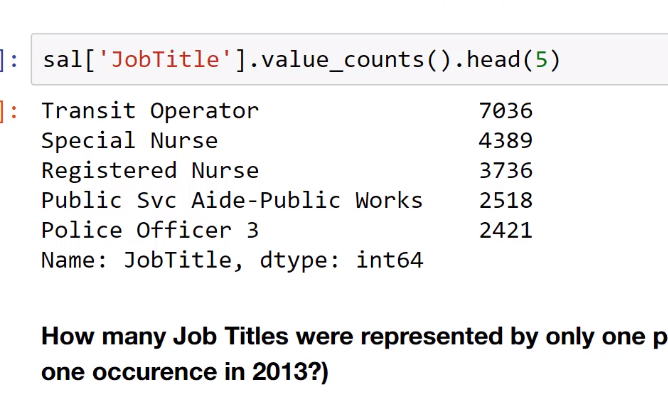 ]: sal['JobTitle'].value_counts().head(5)
]: Transit Operator 7036
Special Nurse 4389
Registered Nurse 3736
Public Svc Aide-Public Works 2518
Police Officer 3 2421
Name: JobTitle, dtype: int64
How many Job Titles were represented by only one p
one occurence in 2013?)